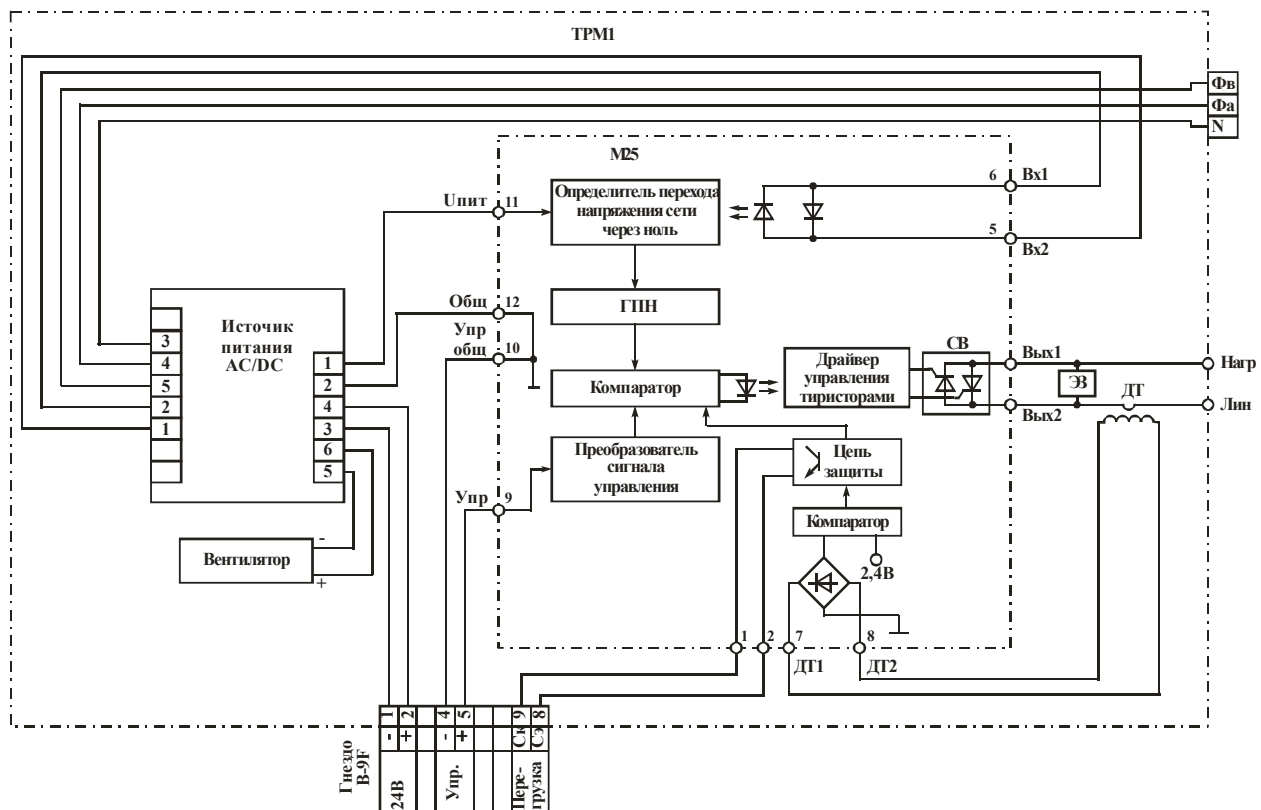 ТРМ1
Фв
Фа
N
М25
6
Вх1
Определитель перехода
напряжения сети
через ноль
Uпит
11
5
Вх2
Общ
12
ГПН
Источик
питания
AC/DC
3
4
5
2
1
1
2
4
3
6
5
Упр
общ
10
Компаратор
Драйвер
управления
тиристорами
СВ
Вых1
Нагр
ЭЗ
ДТ
Вых2
Лин
Преобразователь
сигнала
управления
Цепь
защиты
Упр
9
Компаратор
2,4В
Вентилятор
-
+
1
2
7
8
ДТ1
ДТ2
1
2
4
5
9
8
-
+
-
+
Ск
Сэ
Гнездо
В-9F
24В
Упр.
Пере-
грузка